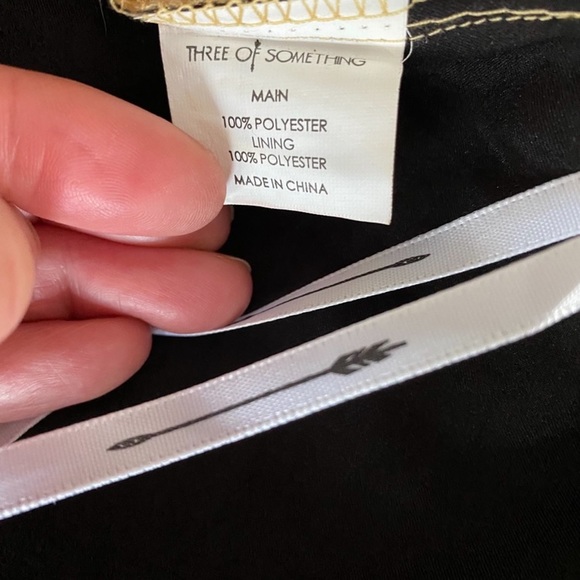 THREE OF SOMETHING
MAIN
100% POLYESTER
LINING
100% POLYESTER
MADE IN CHINA